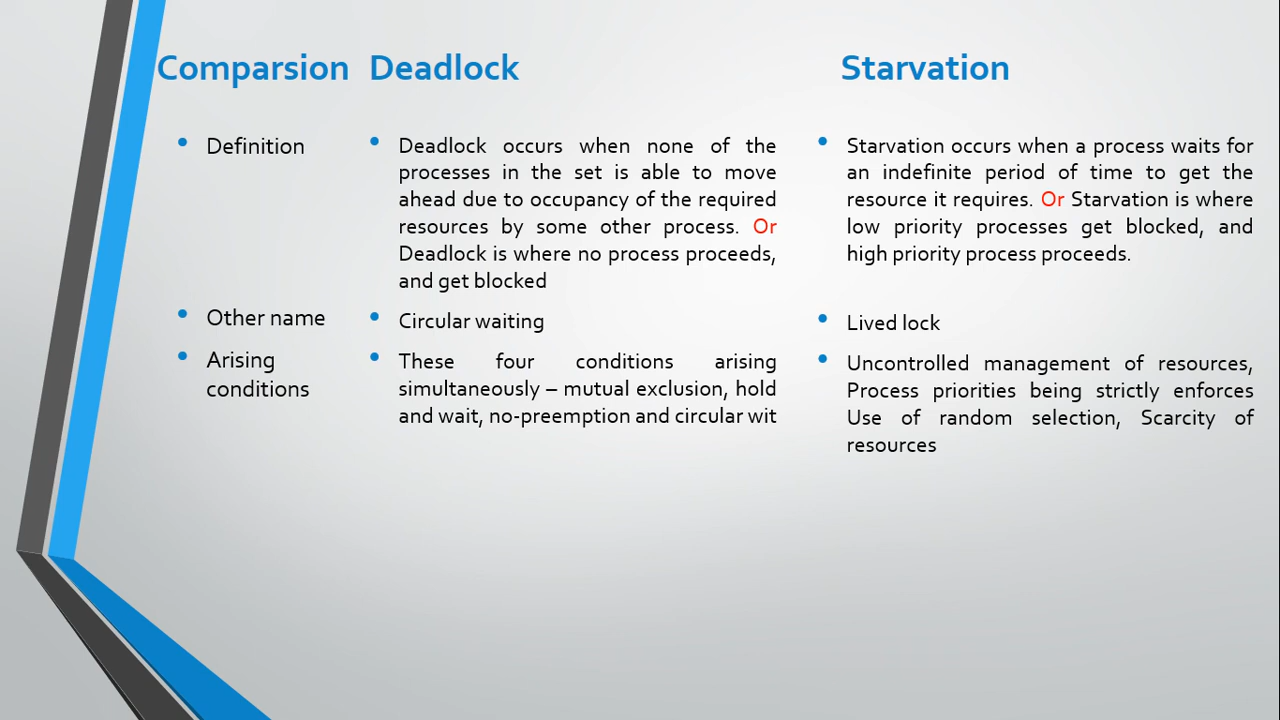 Comparsion
Deadlock
Starvation
Definition
Deadlock occurs when none of the
processes in the set is able to move
ahead due to occupancy of the required
resources by some other process. Or
Deadlock is where no process proceeds,
and get blocked
Starvation occurs when a process waits for
an indefinite period of time to get the
resource it requires. Or Starvation is where
low priority processes get blocked, and
high priority process proceeds.
Other name
Circular waiting
Lived lock
Arising
conditions
These four conditions arising
simultaneously – mutual exclusion, hold
and wait, no-preemption and circular wit
Uncontrolled management of resources,
Process priorities being strictly enforces
Use of random selection, Scarcity of
resources